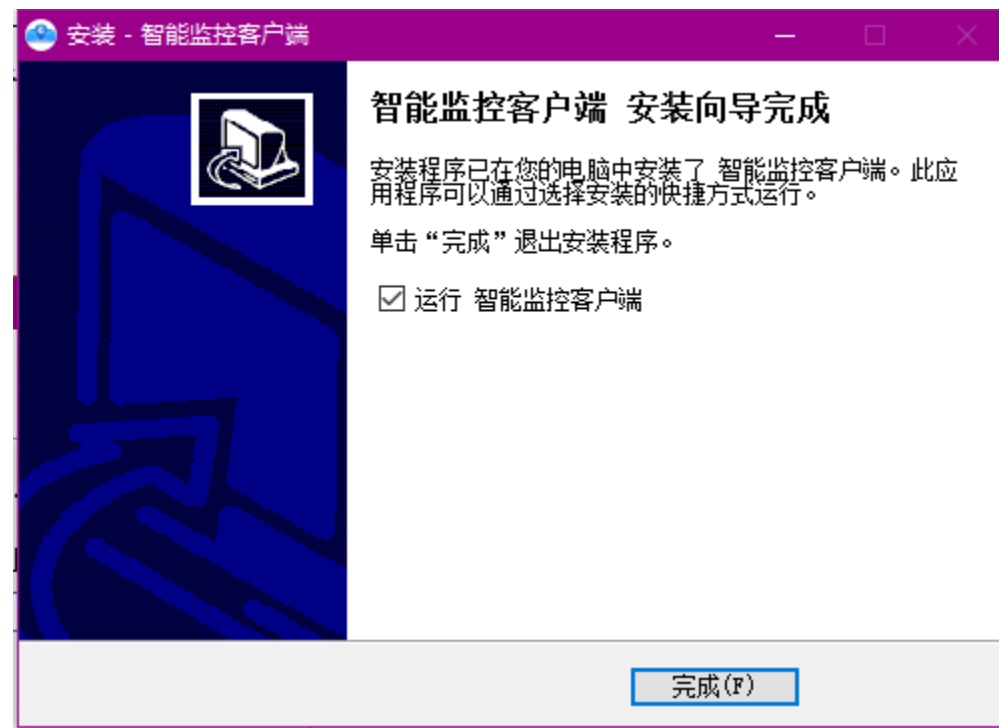 安装 - 智能监控客户端
智能监控客户端 安装向导完成
安装程序已在您的电脑中安装了 智能监控客户端。此应
用程序可以通过选择安装的快捷方式运行。
单击“完成”退出安装程序。
运行 智能监控客户端
完成(F)